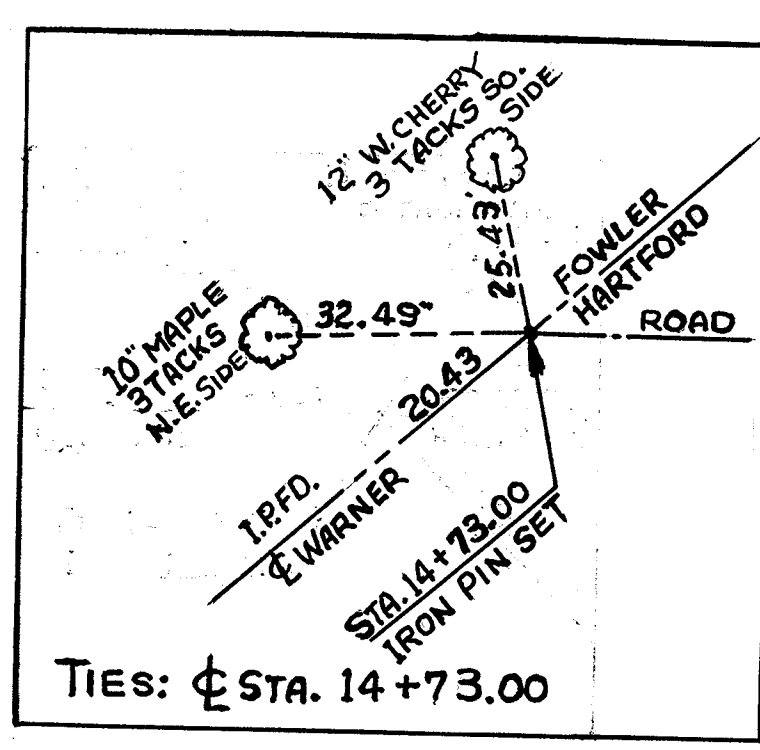 12" W. CHERRY
3 TACKS SO.
SIDE
25.43'
FOWLER
HARTFORD
ROAD
10" MAPLE
3 TACKS
N.E. SIDE
32.49"
20.43
I.P. FD.
℄ WARNER
STA. 14+73.00
IRON PIN SET
TIES: ℄ STA. 14+73.00